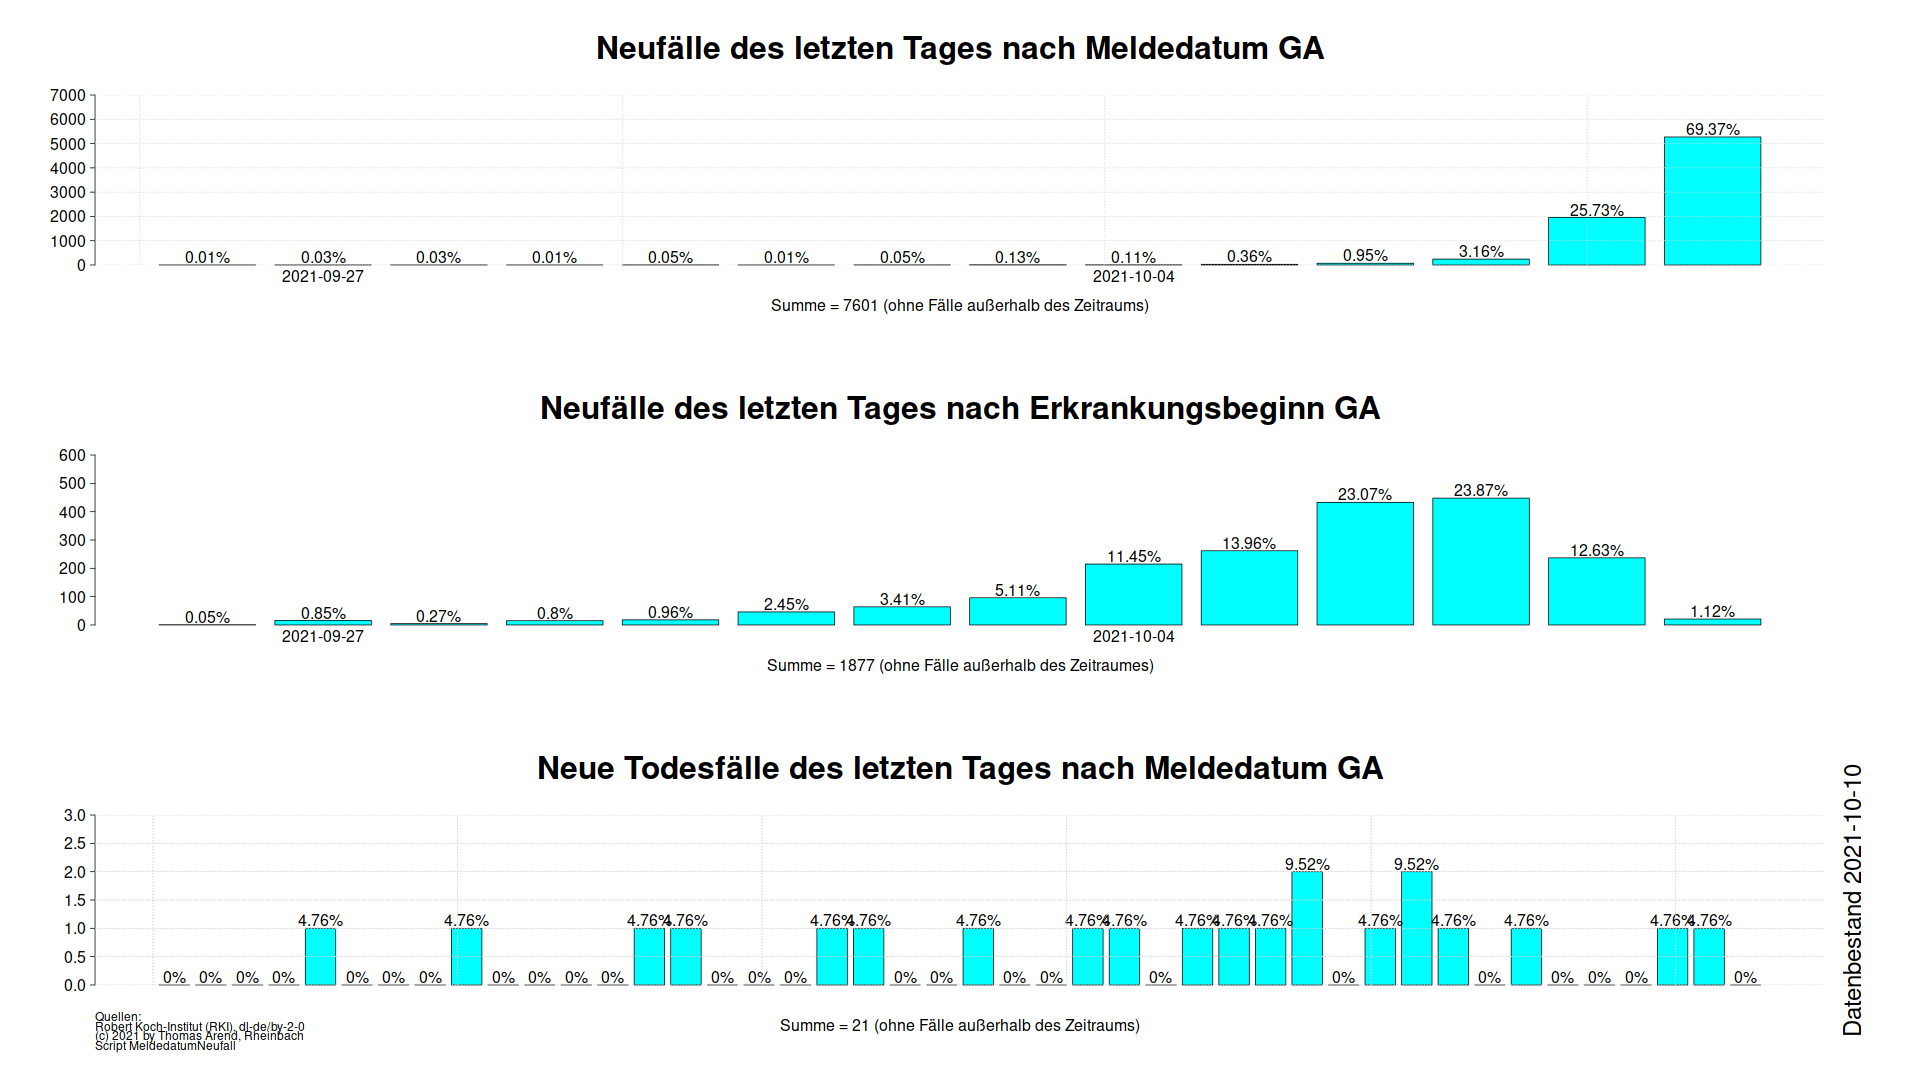 Neufälle des letzten Tages nach Meldedatum GA
7000
6000
5000
4000
3000
2000
1000
0
0.01% 0.03% 0.03% 0.01% 0.05% 0.01% 0.05% 0.13% 0.11% 0.36% 0.95% 3.16% 25.73% 69.37%
2021-09-27 2021-10-04
Summe = 7601 (ohne Fälle außerhalb des Zeitraums)
Neufälle des letzten Tages nach Erkrankungsbeginn GA
600
500
400
300
200
100
0
0.05% 0.85% 0.27% 0.8% 0.96% 2.45% 3.41% 5.11% 11.45% 13.96% 23.07% 23.87% 12.63% 1.12%
2021-09-27 2021-10-04
Summe = 1877 (ohne Fälle außerhalb des Zeitraumes)
Neue Todesfälle des letzten Tages nach Meldedatum GA
3.0
2.5
2.0
1.5
1.0
0.5
0.0
0% 0% 0% 0% 4.76% 0% 0% 0% 4.76% 0% 0% 0% 0% 4.76% 4.76% 0% 0% 0% 4.76% 4.76% 0% 0% 4.76% 0% 0% 4.76% 4.76% 0% 4.76% 4.76% 4.76% 9.52% 0% 4.76% 9.52% 4.76% 0% 4.76% 0% 0% 0% 4.76% 4.76% 0%
Summe = 21 (ohne Fälle außerhalb des Zeitraums)
Quellen:
Robert Koch-Institut (RKI), dl-de/by-2-0
(c) 2021 by Thomas Arend, Rheinbach
Script MeldedatumNeufall
Datenbestand 2021-10-10